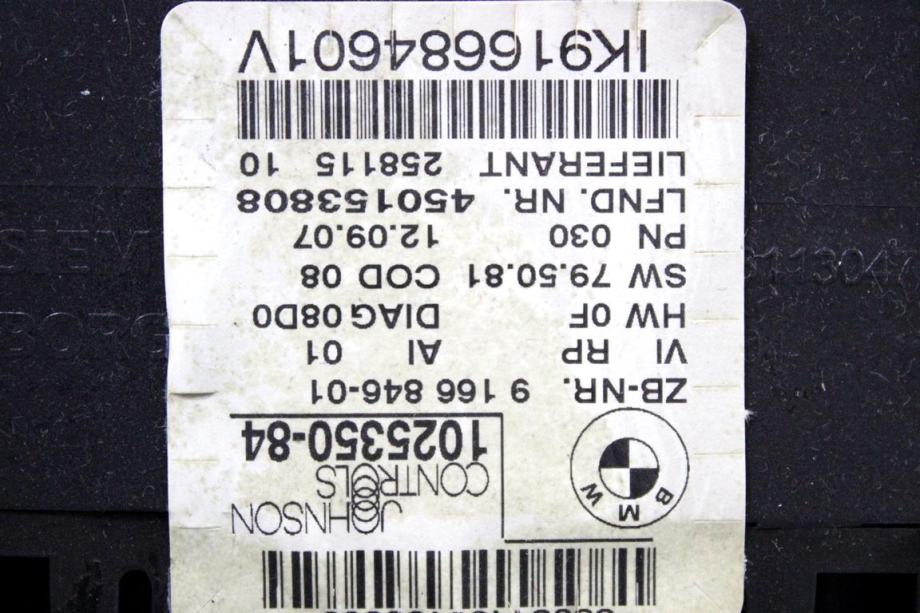 BMW
JOHNSON
CONTROLS
1025350-84
ZB-NR. 9 166 846-01
VI RP AI 01
HW 0F DIAG 08D0
SW 79.50.81 COD 08
PN 030 12.09.07
LFND. NR. 450153808
LIEFERANT 258115 10
IK916684601V